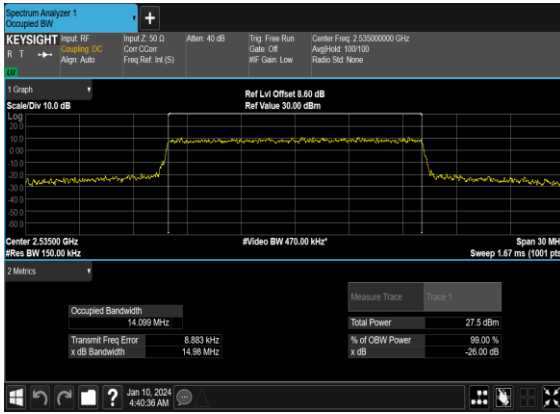 Spectrum Analyzer 1
Occupied BW
+
KEYSIGHT
R T
LXI
Input: RF
Coupling: DC
Align: Auto
Input Z: 50 Ω
Corr CCorr
Freq Ref: Int (S)
Atten: 40 dB
Trig: Free Run
Gate: Off
#IF Gain: Low
Center Freq: 2.535000000 GHz
Avg|Hold: 100/100
Radio Std: None
1 Graph
Scale/Div 10.0 dB
Ref Lvl Offset 8.60 dB
Ref Value 30.00 dBm
Log
20.0
10.0
0.00
-10.0
-20.0
-30.0
-40.0
-50.0
-60.0
Center 2.53500 GHz
#Res BW 150.00 kHz
#Video BW 470.00 kHz*
Span 30 MH
Sweep 1.67 ms (1001 pts
2 Metrics
Measure Trace Trace 1
Occupied Bandwidth
14.099 MHz
Total Power 27.5 dBm
Transmit Freq Error 8.883 kHz
% of OBW Power 99.00 %
x dB Bandwidth 14.98 MHz
x dB -26.00 dB
?
Jan 10, 2024
4:40:36 AM